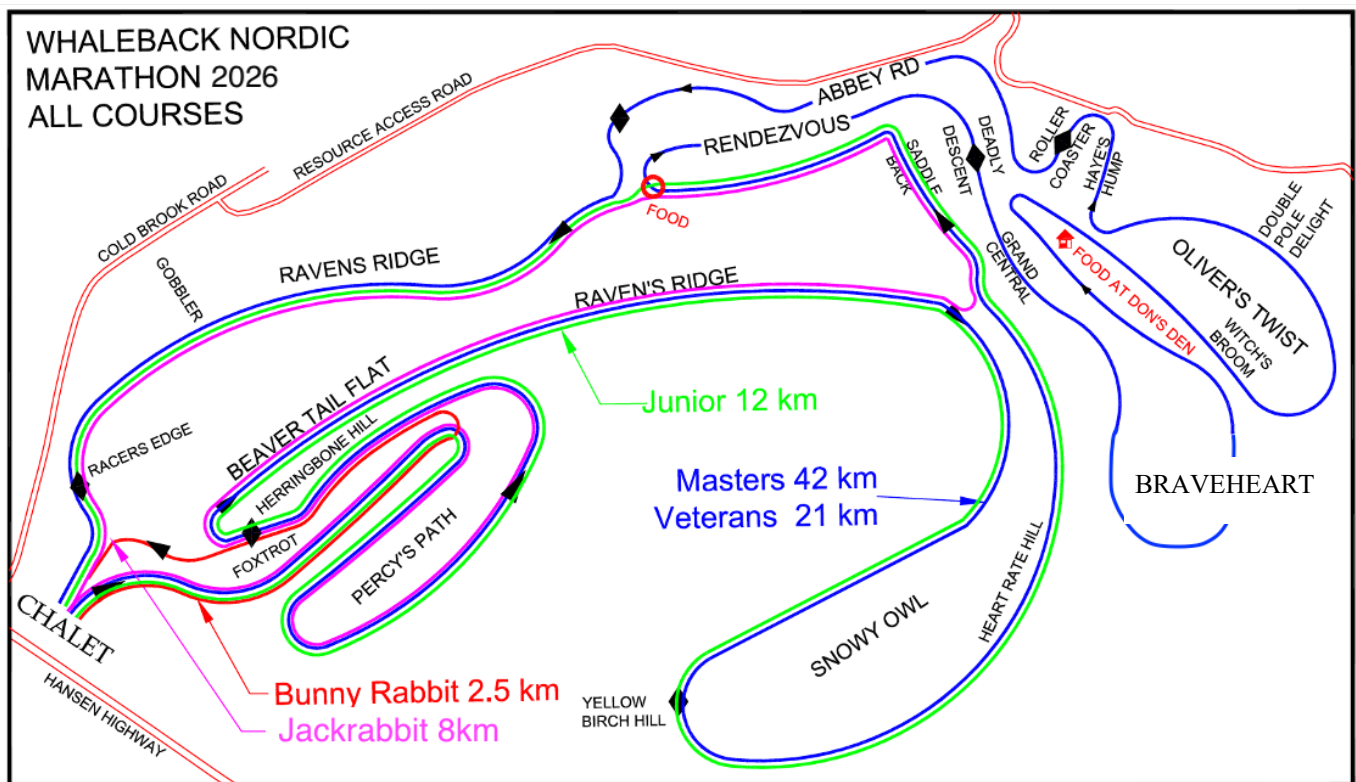 WHALEBACK NORDIC
MARATHON 2026
ALL COURSES
RESOURCE ACCESS ROAD
COLD BROOK ROAD
GOBBLER
RAVENS RIDGE
ABBEY RD
RENDEZVOUS
FOOD
SADDLE
BACK
DEADLY
DESCENT
ROLLER
COASTER
HAYE'S
HUMP
DOUBLE
POLE
DELIGHT
OLIVER'S TWIST
WITCH'S
BROOM
FOOD AT DON'S DEN
GRAND
CENTRAL
RAVEN'S RIDGE
BEAVER TAIL FLAT
HERRINGBONE HILL
RACERS EDGE
FOXTROT
PERCY'S PATH
Junior 12 km
Masters 42 km
Veterans 21 km
BRAVEHEART
HEART RATE HILL
SNOWY OWL
YELLOW
BIRCH HILL
CHALET
HANSEN HIGHWAY
Bunny Rabbit 2.5 km
Jackrabbit 8km